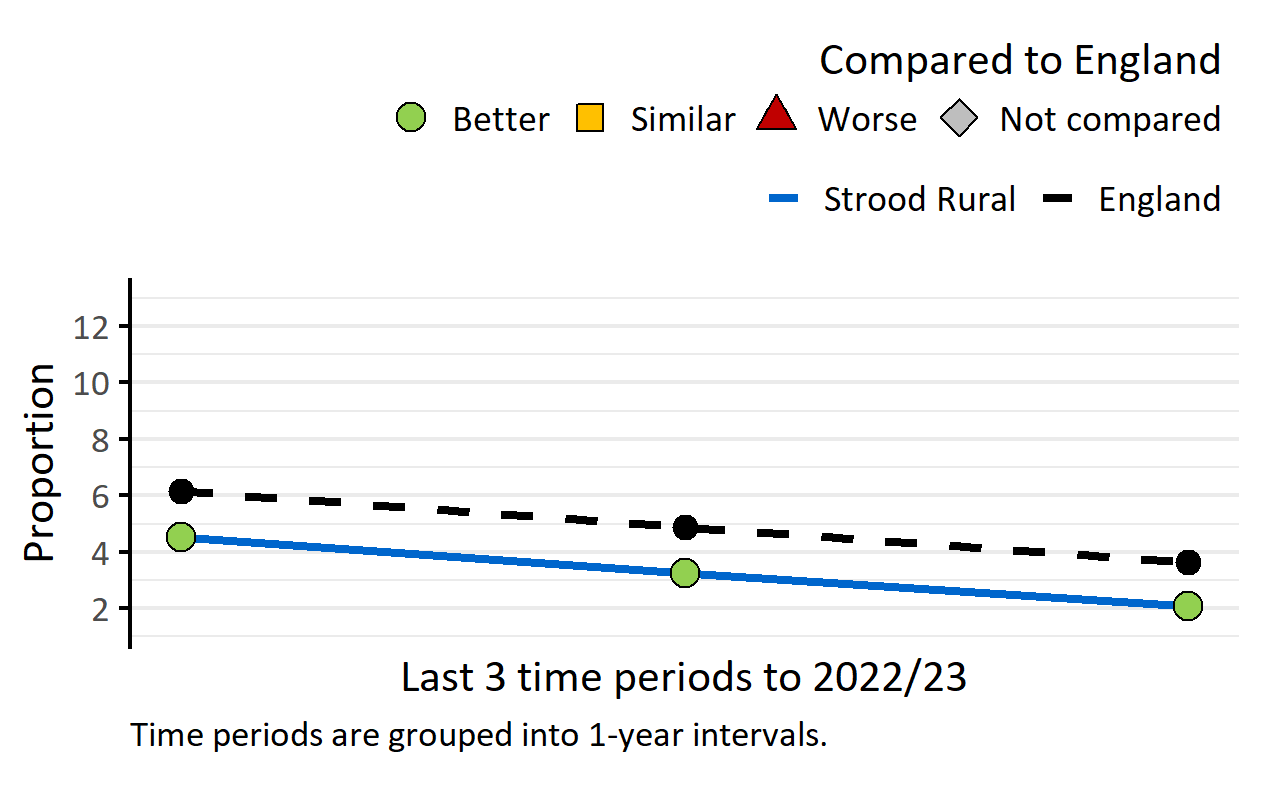 Compared to England
Better Similar Worse Not compared
Strood Rural England
Proportion
12
10
8
6
4
2
Last 3 time periods to 2022/23
Time periods are grouped into 1-year intervals.